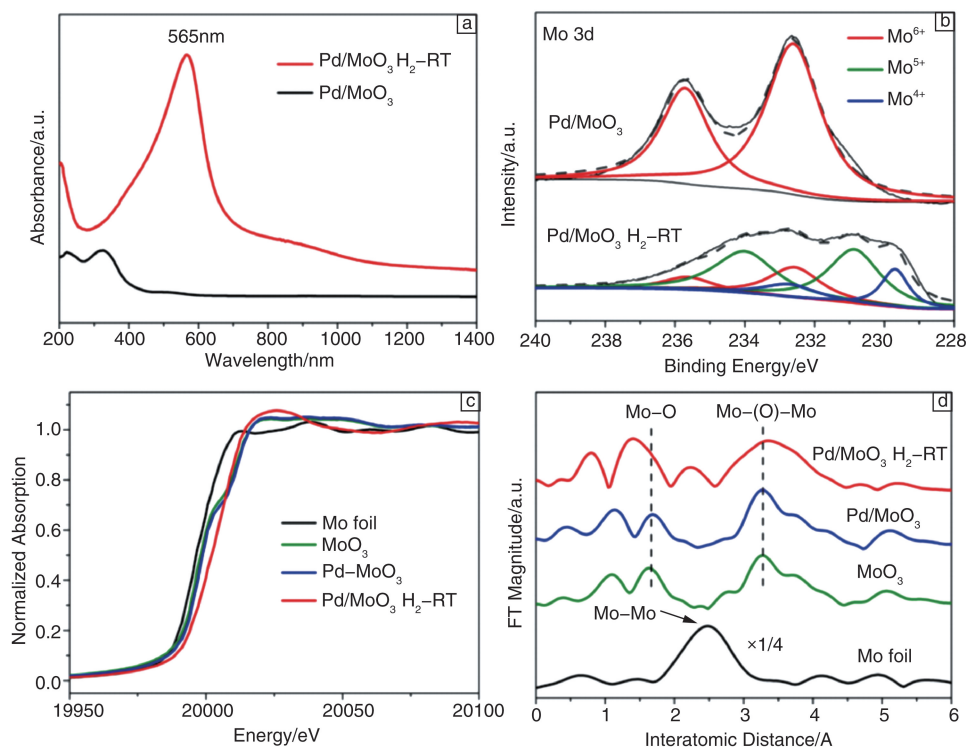 a
565nm
Pd/MoO₃ H₂–RT
Pd/MoO₃
Absorbance/a.u.
200 400 600 800 1000 1200 1400
Wavelength/nm
b
Mo 3d
Mo⁶⁺
Mo⁵⁺
Mo⁴⁺
Pd/MoO₃
Pd/MoO₃ H₂–RT
Intensity/a.u.
240 238 236 234 232 230 228
Binding Energy/eV
c
1.0
0.8
0.6
0.4
0.2
0.0
Normalized Absorption
Mo foil
MoO₃
Pd–MoO₃
Pd/MoO₃ H₂–RT
19950 20000 20050 20100
Energy/eV
d
Mo–O Mo–(O)–Mo
Pd/MoO₃ H₂–RT
Pd/MoO₃
MoO₃
Mo–Mo
×1/4
Mo foil
FT Magnitude/a.u.
0 1 2 3 4 5 6
Interatomic Distance/A